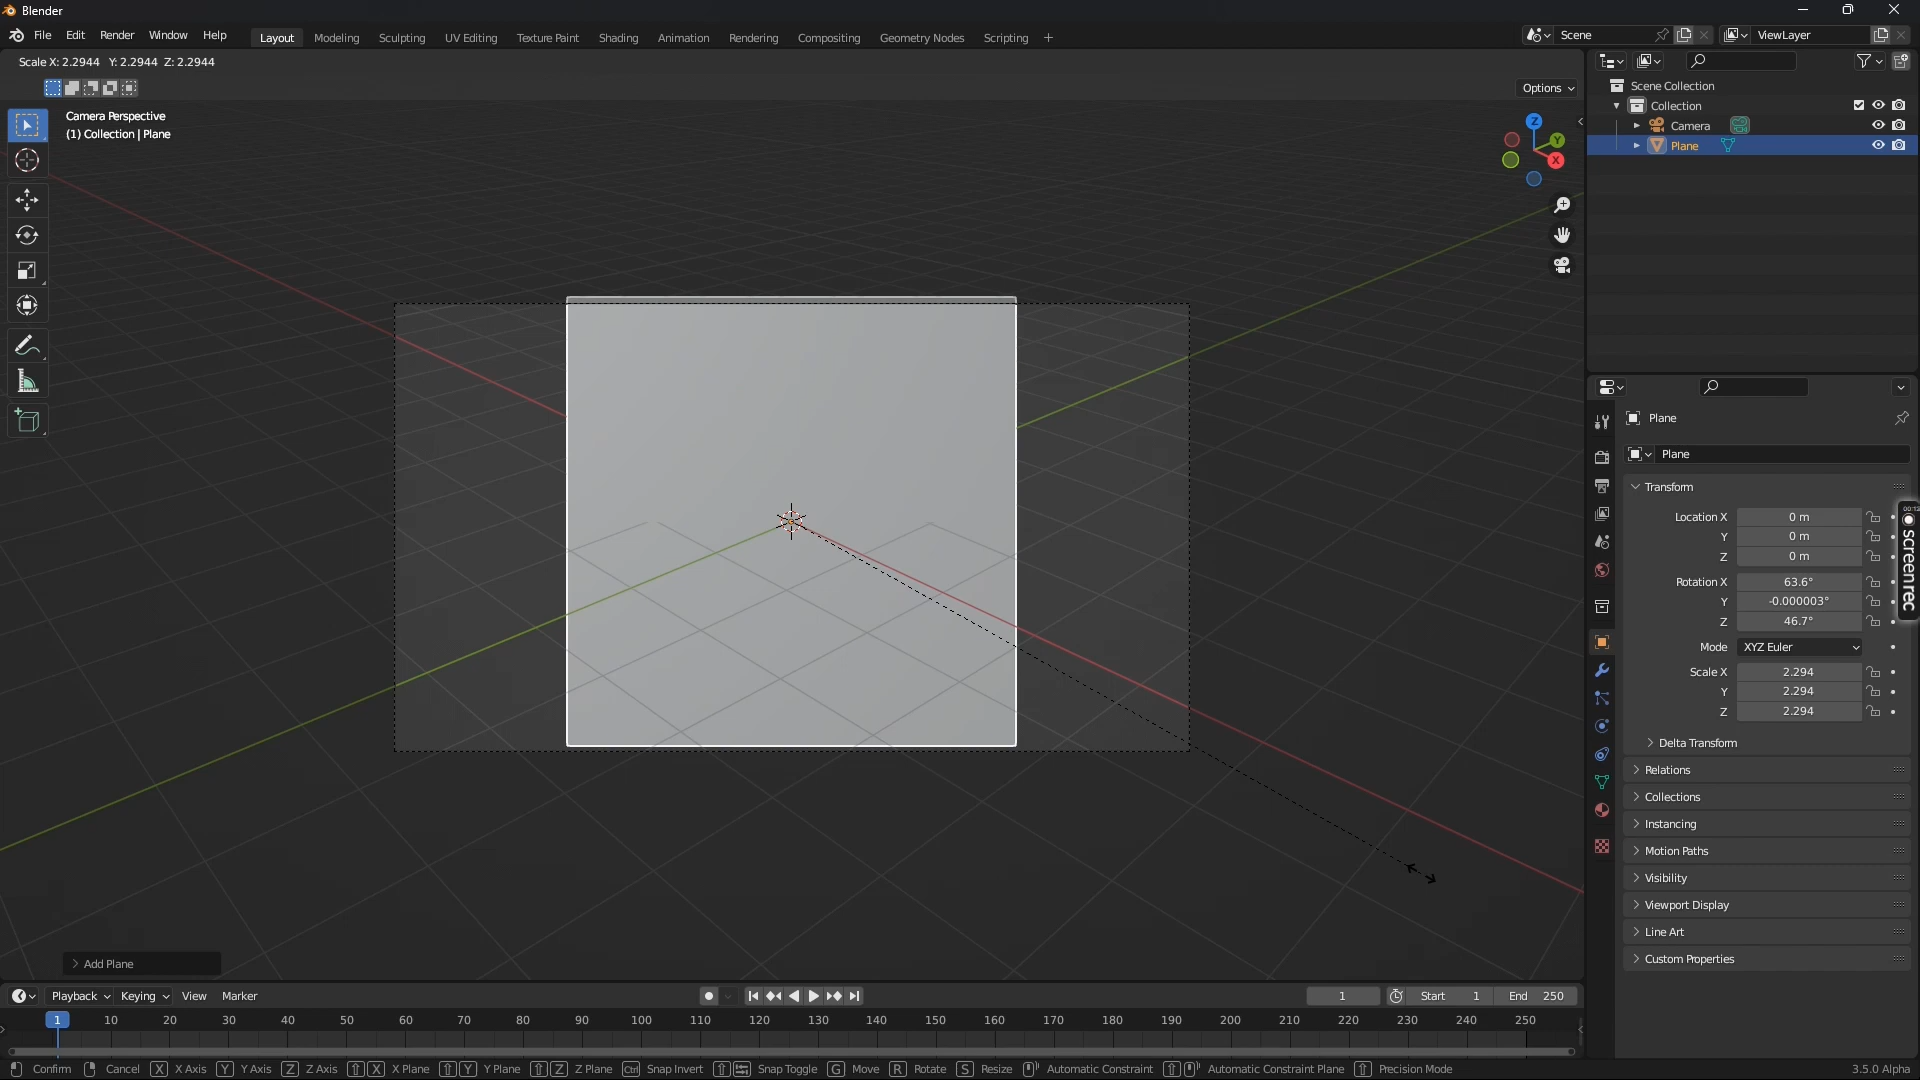 Blender
File Edit Render Window Help Layout Modeling Sculpting UV Editing Texture Paint Shading Animation Rendering Compositing Geometry Nodes Scripting + Scene ViewLayer
Scale X: 2.2944 Y: 2.2944 Z: 2.2944
Options
Camera Perspective
(1) Collection | Plane
Z
Y
X
Scene Collection
Collection
Camera
Plane
Plane
Plane
Transform
Location X 0 m
Y 0 m
Z 0 m
Rotation X 63.6°
Y -0.000003°
Z 46.7°
Mode XYZ Euler
Scale X 2.294
Y 2.294
Z 2.294
Delta Transform
Relations
Collections
Instancing
Motion Paths
Visibility
Viewport Display
Line Art
Custom Properties
screenrec
Add Plane
Playback Keying View Marker 1 Start 1 End 250
1 10 20 30 40 50 60 70 80 90 100 110 120 130 140 150 160 170 180 190 200 210 220 230 240 250
Confirm Cancel X X Axis Y Y Axis Z Z Axis X X Plane Y Y Plane Z Z Plane Ctrl Snap Invert Snap Toggle G Move R Rotate S Resize Automatic Constraint Automatic Constraint Plane Precision Mode 3.5.0 Alpha